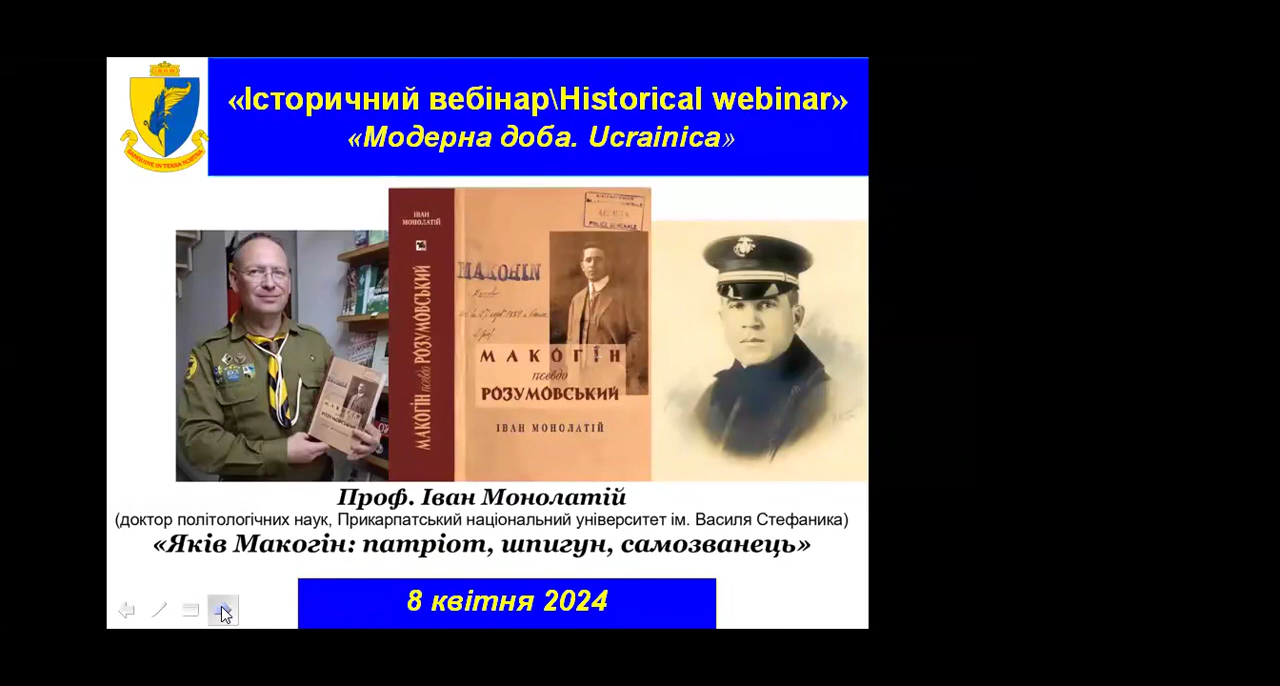 «Історичний вебінар\Historical webinar»
«Модерна доба. Ucrainica»
ІВАН
МОНОЛАТІЙ
МАКОГІН псевдо РОЗУМОВСЬКИЙ
МАКОНІN
МАКОГІН
псевдо
РОЗУМОВСЬКИЙ
ІВАН МОНОЛАТІЙ
Проф. Іван Монолатій
(доктор політологічних наук, Прикарпатський національний університет ім. Василя Стефаника)
«Яків Макогін: патріот, шпигун, самозванець»
8 квітня 2024